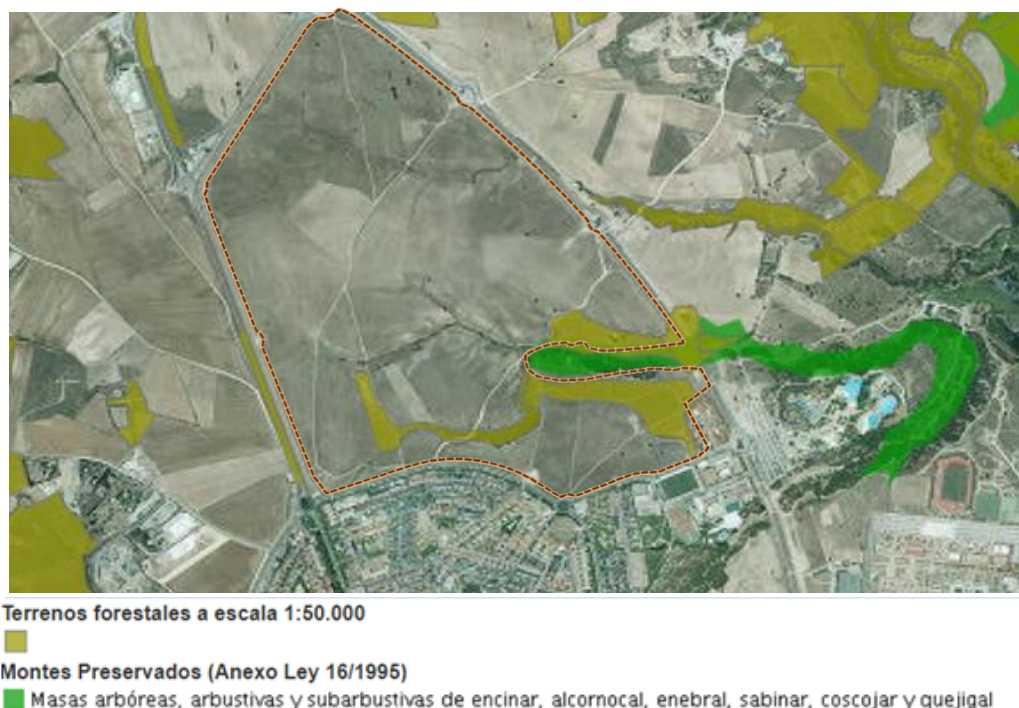 Terrenos forestales a escala 1:50.000
Montes Preservados (Anexo Ley 16/1995)
Masas arbóreas, arbustivas y subarbustivas de encinar, alcornocal, enebral, sabinar, coscojar y quejigal